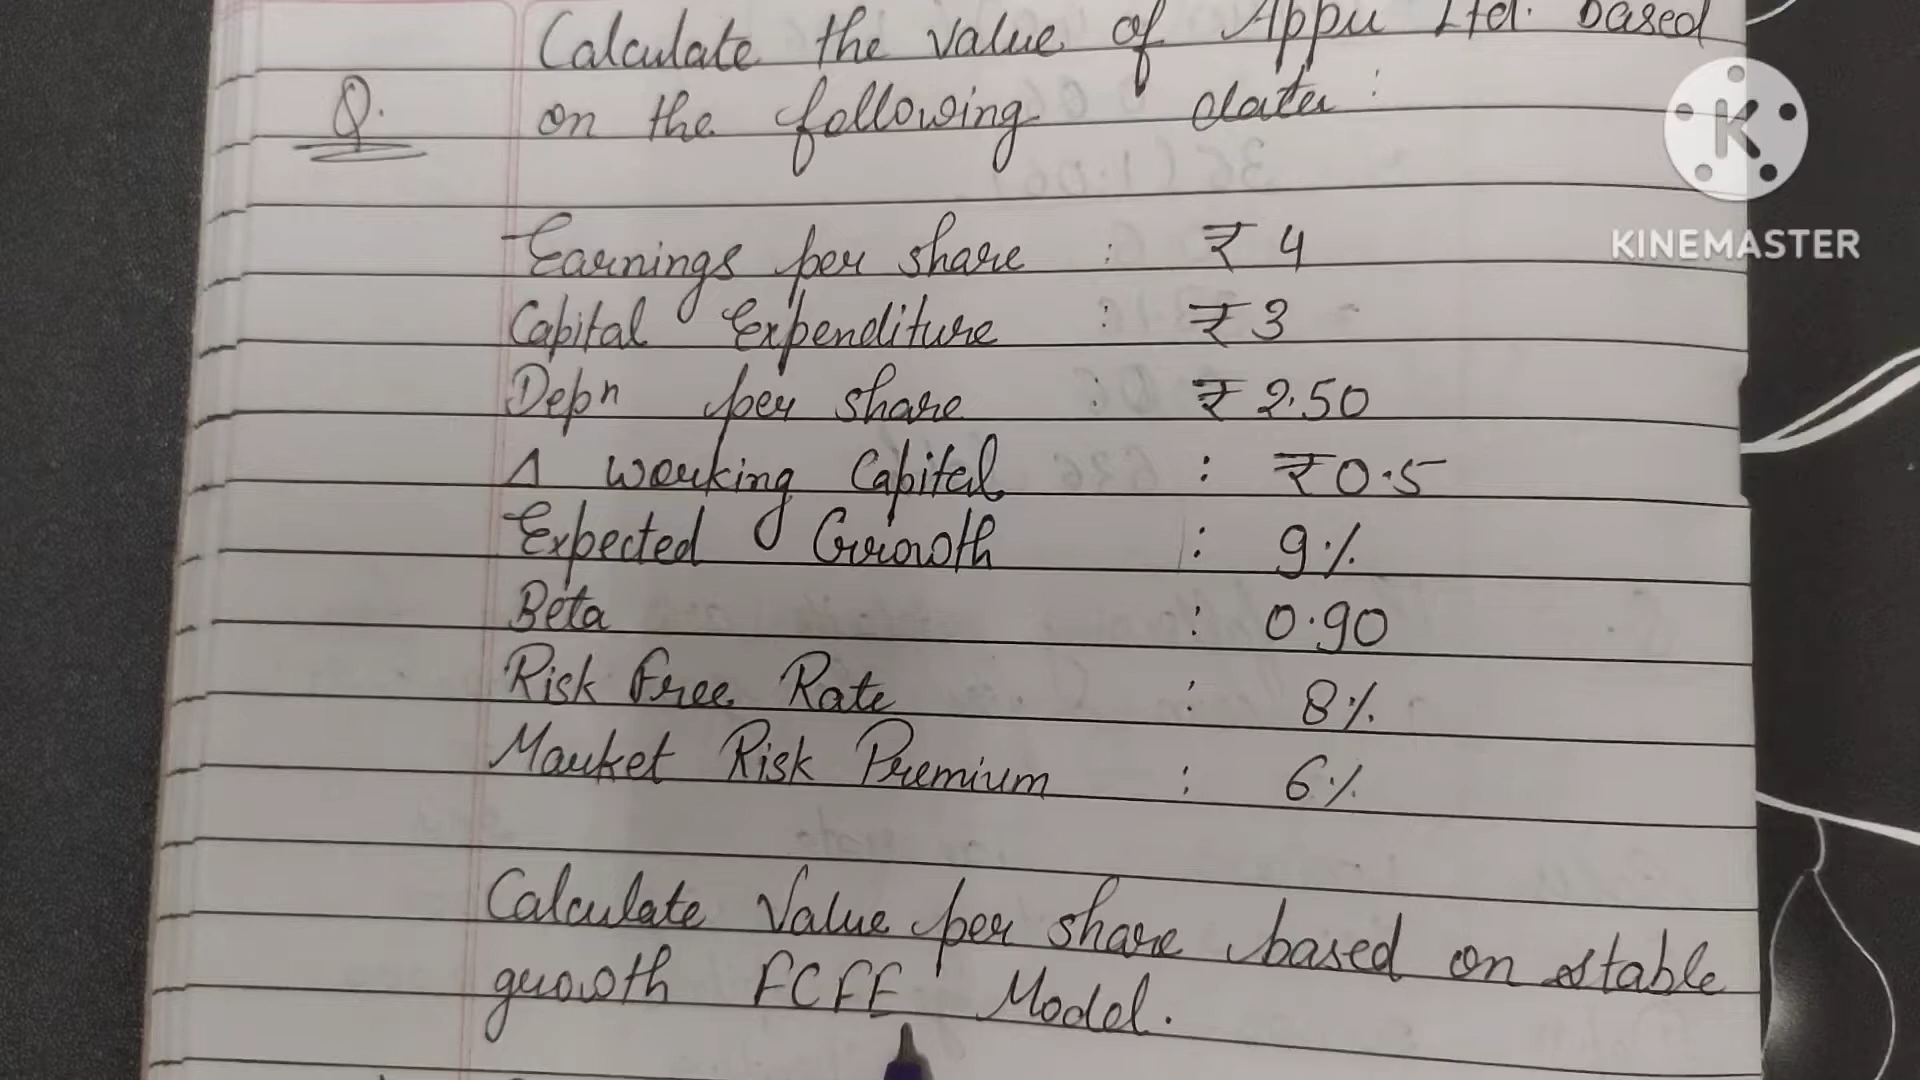 Calculate the value of Appu Ltd. based
Q. on the following data :
Earnings per share : ₹ 4
Capital Expenditure : ₹ 3
Depn per share : ₹ 2.50
Δ working Capital : ₹ 0.5
Expected Growth : 9%
Beta : 0.90
Risk Free Rate : 8%
Market Risk Premium : 6%
Calculate Value per share based on stable
growth FCFE Model.
K
KINEMASTER